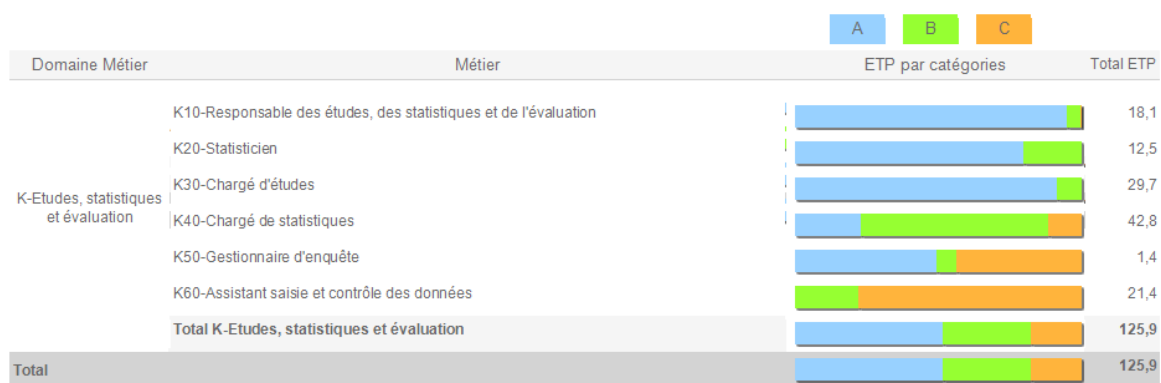 A B C
Domaine Métier Métier ETP par catégories Total ETP
K10-Responsable des études, des statistiques et de l'évaluation 18,1
K20-Statisticien 12,5
K30-Chargé d'études 29,7
K-Etudes, statistiques
et évaluation
K40-Chargé de statistiques 42,8
K50-Gestionnaire d'enquête 1,4
K60-Assistant saisie et contrôle des données 21,4
Total K-Etudes, statistiques et évaluation 125,9
Total 125,9